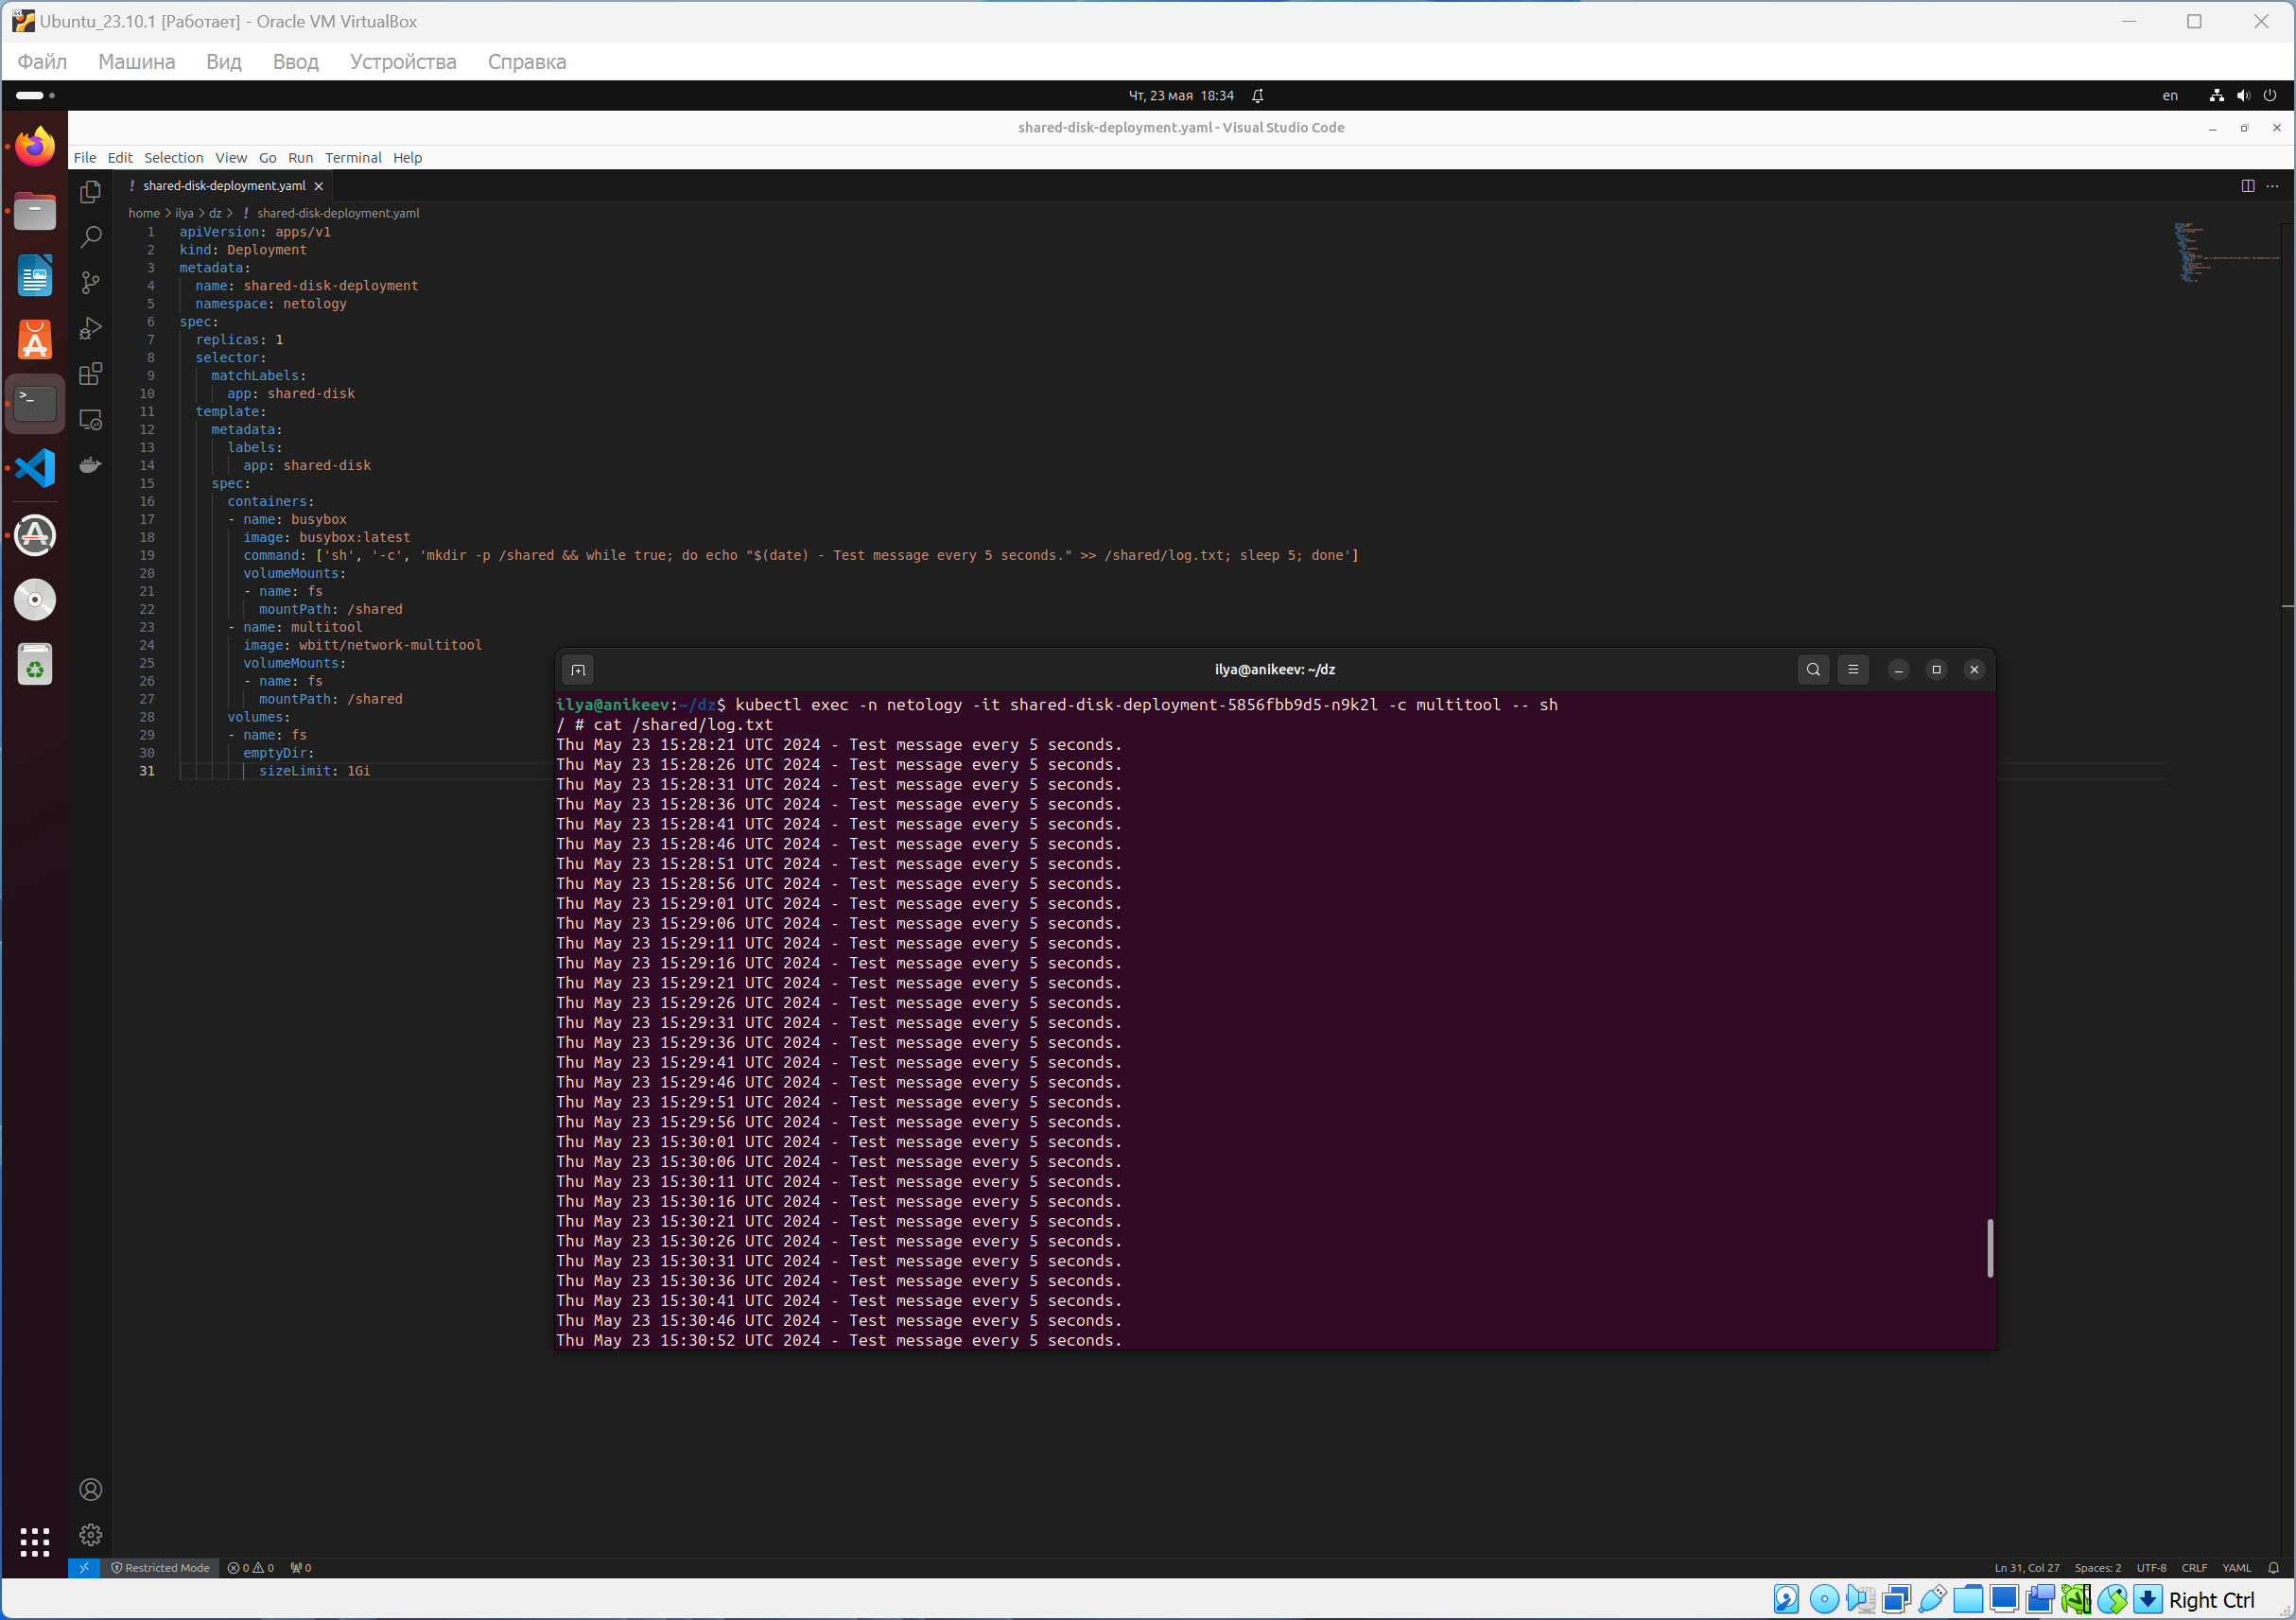 Ubuntu_23.10.1 [Работает] - Oracle VM VirtualBox
Файл Машина Вид Ввод Устройства Справка
Чт, 23 мая 18:34
en
shared-disk-deployment.yaml - Visual Studio Code
File Edit Selection View Go Run Terminal Help
! shared-disk-deployment.yaml
home > ilya > dz > ! shared-disk-deployment.yaml
1 apiVersion: apps/v1
2 kind: Deployment
3 metadata:
4 name: shared-disk-deployment
5 namespace: netology
6 spec:
7 replicas: 1
8 selector:
9 matchLabels:
10 app: shared-disk
11 template:
12 metadata:
13 labels:
14 app: shared-disk
15 spec:
16 containers:
17 - name: busybox
18 image: busybox:latest
19 command: ['sh', '-c', 'mkdir -p /shared && while true; do echo "$(date) - Test message every 5 seconds." >> /shared/log.txt; sleep 5; done']
20 volumeMounts:
21 - name: fs
22 mountPath: /shared
23 - name: multitool
24 image: wbitt/network-multitool
25 volumeMounts:
26 - name: fs
27 mountPath: /shared
28 volumes:
29 - name: fs
30 emptyDir:
31 sizeLimit: 1Gi
ilya@anikeev: ~/dz
ilya@anikeev:~/dz$ kubectl exec -n netology -it shared-disk-deployment-5856fbb9d5-n9k2l -c multitool -- sh
/ # cat /shared/log.txt
Thu May 23 15:28:21 UTC 2024 - Test message every 5 seconds.
Thu May 23 15:28:26 UTC 2024 - Test message every 5 seconds.
Thu May 23 15:28:31 UTC 2024 - Test message every 5 seconds.
Thu May 23 15:28:36 UTC 2024 - Test message every 5 seconds.
Thu May 23 15:28:41 UTC 2024 - Test message every 5 seconds.
Thu May 23 15:28:46 UTC 2024 - Test message every 5 seconds.
Thu May 23 15:28:51 UTC 2024 - Test message every 5 seconds.
Thu May 23 15:28:56 UTC 2024 - Test message every 5 seconds.
Thu May 23 15:29:01 UTC 2024 - Test message every 5 seconds.
Thu May 23 15:29:06 UTC 2024 - Test message every 5 seconds.
Thu May 23 15:29:11 UTC 2024 - Test message every 5 seconds.
Thu May 23 15:29:16 UTC 2024 - Test message every 5 seconds.
Thu May 23 15:29:21 UTC 2024 - Test message every 5 seconds.
Thu May 23 15:29:26 UTC 2024 - Test message every 5 seconds.
Thu May 23 15:29:31 UTC 2024 - Test message every 5 seconds.
Thu May 23 15:29:36 UTC 2024 - Test message every 5 seconds.
Thu May 23 15:29:41 UTC 2024 - Test message every 5 seconds.
Thu May 23 15:29:46 UTC 2024 - Test message every 5 seconds.
Thu May 23 15:29:51 UTC 2024 - Test message every 5 seconds.
Thu May 23 15:29:56 UTC 2024 - Test message every 5 seconds.
Thu May 23 15:30:01 UTC 2024 - Test message every 5 seconds.
Thu May 23 15:30:06 UTC 2024 - Test message every 5 seconds.
Thu May 23 15:30:11 UTC 2024 - Test message every 5 seconds.
Thu May 23 15:30:16 UTC 2024 - Test message every 5 seconds.
Thu May 23 15:30:21 UTC 2024 - Test message every 5 seconds.
Thu May 23 15:30:26 UTC 2024 - Test message every 5 seconds.
Thu May 23 15:30:31 UTC 2024 - Test message every 5 seconds.
Thu May 23 15:30:36 UTC 2024 - Test message every 5 seconds.
Thu May 23 15:30:41 UTC 2024 - Test message every 5 seconds.
Thu May 23 15:30:46 UTC 2024 - Test message every 5 seconds.
Thu May 23 15:30:52 UTC 2024 - Test message every 5 seconds.
Restricted Mode 0 0 0
Ln 31, Col 27 Spaces: 2 UTF-8 CRLF YAML
Right Ctrl